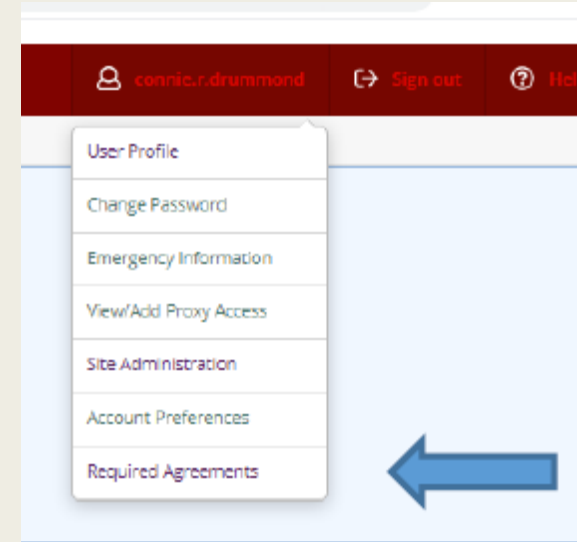 connie.r.drummond
Sign out
User Profile
Change Password
Emergency Information
View/Add Proxy Access
Site Administration
Account Preferences
Required Agreements